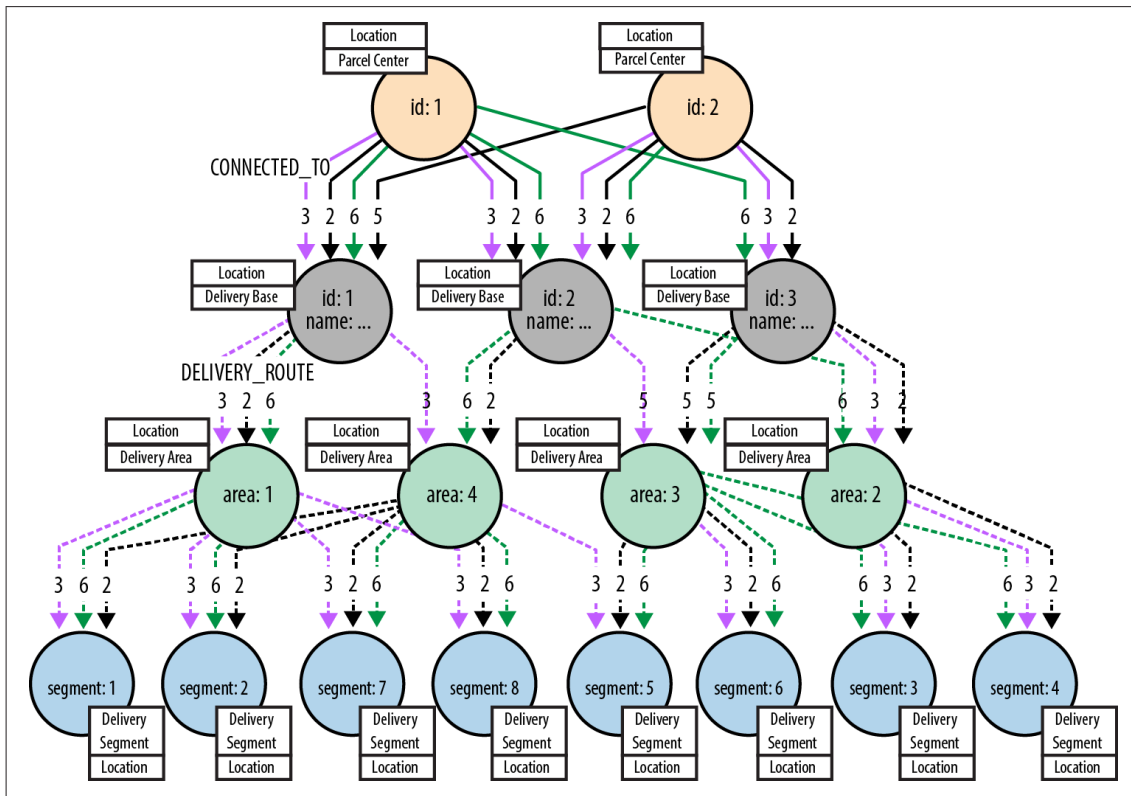 Location
Parcel Center
Location
Parcel Center
id: 1
id: 2
CONNECTED_TO
3 2 6 5 3 2 6 3 2 6 6 3 2
Location
Delivery Base
Location
Delivery Base
Location
Delivery Base
id: 1
name: ...
id: 2
name: ...
id: 3
name: ...
DELIVERY_ROUTE
3 2 6 3 6 2 5 5 5 6 3 2
Location
Delivery Area
Location
Delivery Area
Location
Delivery Area
Location
Delivery Area
area: 1
area: 4
area: 3
area: 2
3 6 2 3 6 2 3 2 6 3 2 6 3 2 6 3 2 6 6 3 2 6 3 2
segment: 1
segment: 2
segment: 7
segment: 8
segment: 5
segment: 6
segment: 3
segment: 4
Delivery
Segment
Location
Delivery
Segment
Location
Delivery
Segment
Location
Delivery
Segment
Location
Delivery
Segment
Location
Delivery
Segment
Location
Delivery
Segment
Location
Delivery
Segment
Location